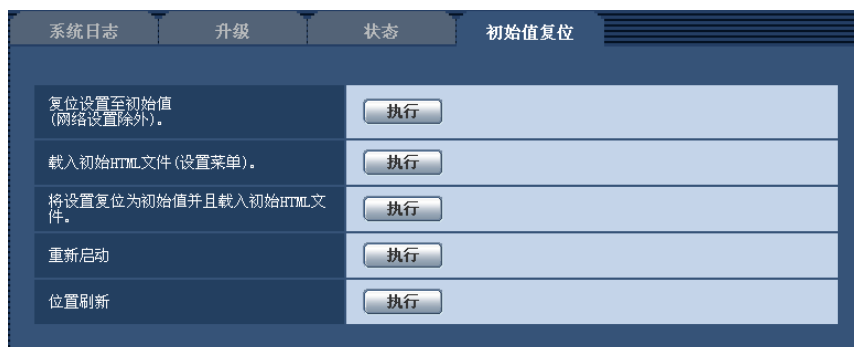 系统日志 升级 状态 初始值复位
复位设置至初始值
(网络设置除外)。
执行
载入初始HTML文件(设置菜单)。
执行
将设置复位为初始值并且载入初始HTML文
件。
执行
重新启动
执行
位置刷新
执行